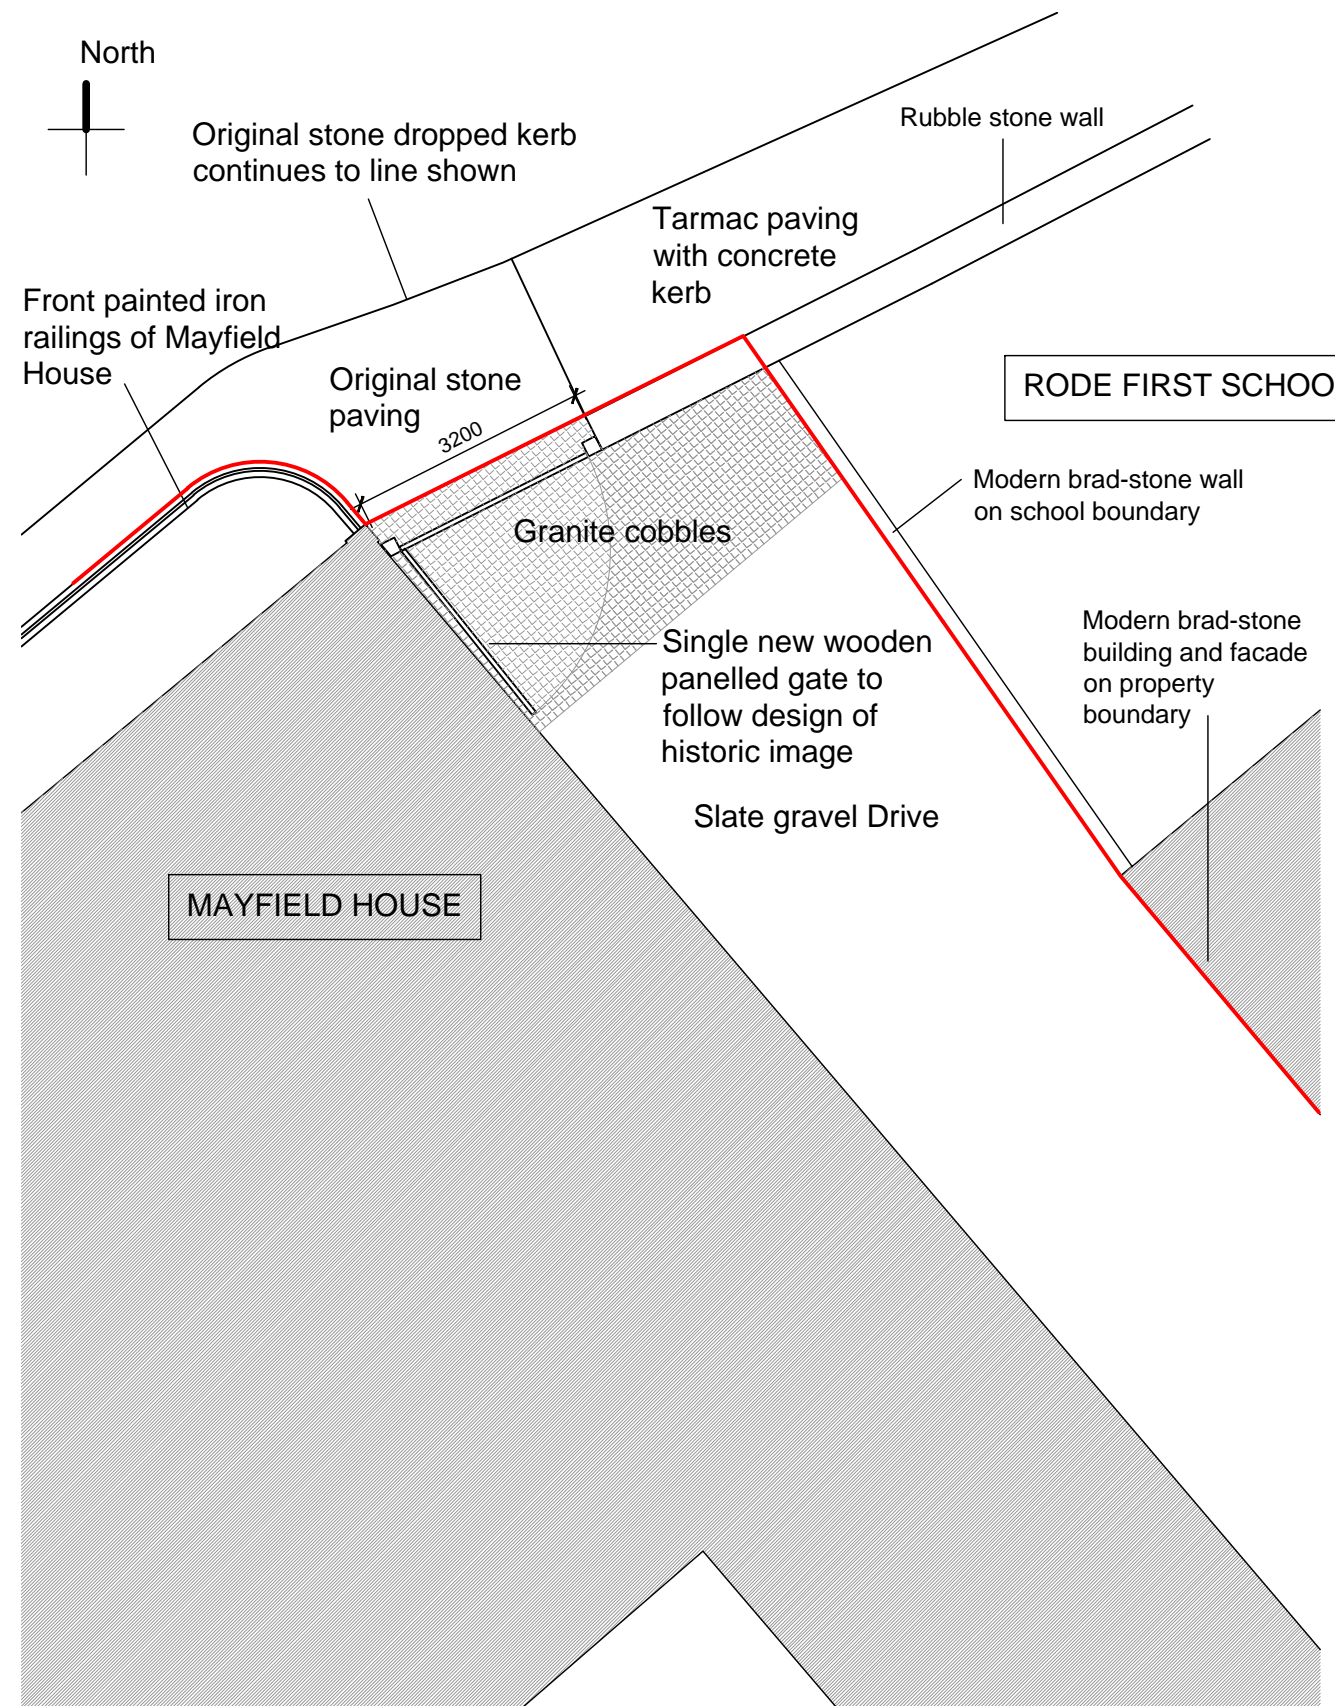 North
Original stone dropped kerb
continues to line shown
Rubble stone wall
Tarmac paving
with concrete
kerb
Front painted iron
railings of Mayfield
House
Original stone
paving
3200
RODE FIRST SCHOO
Modern brad-stone wall
on school boundary
Granite cobbles
Single new wooden
panelled gate to
follow design of
historic image
Modern brad-stone
building and facade
on property
boundary
Slate gravel Drive
MAYFIELD HOUSE